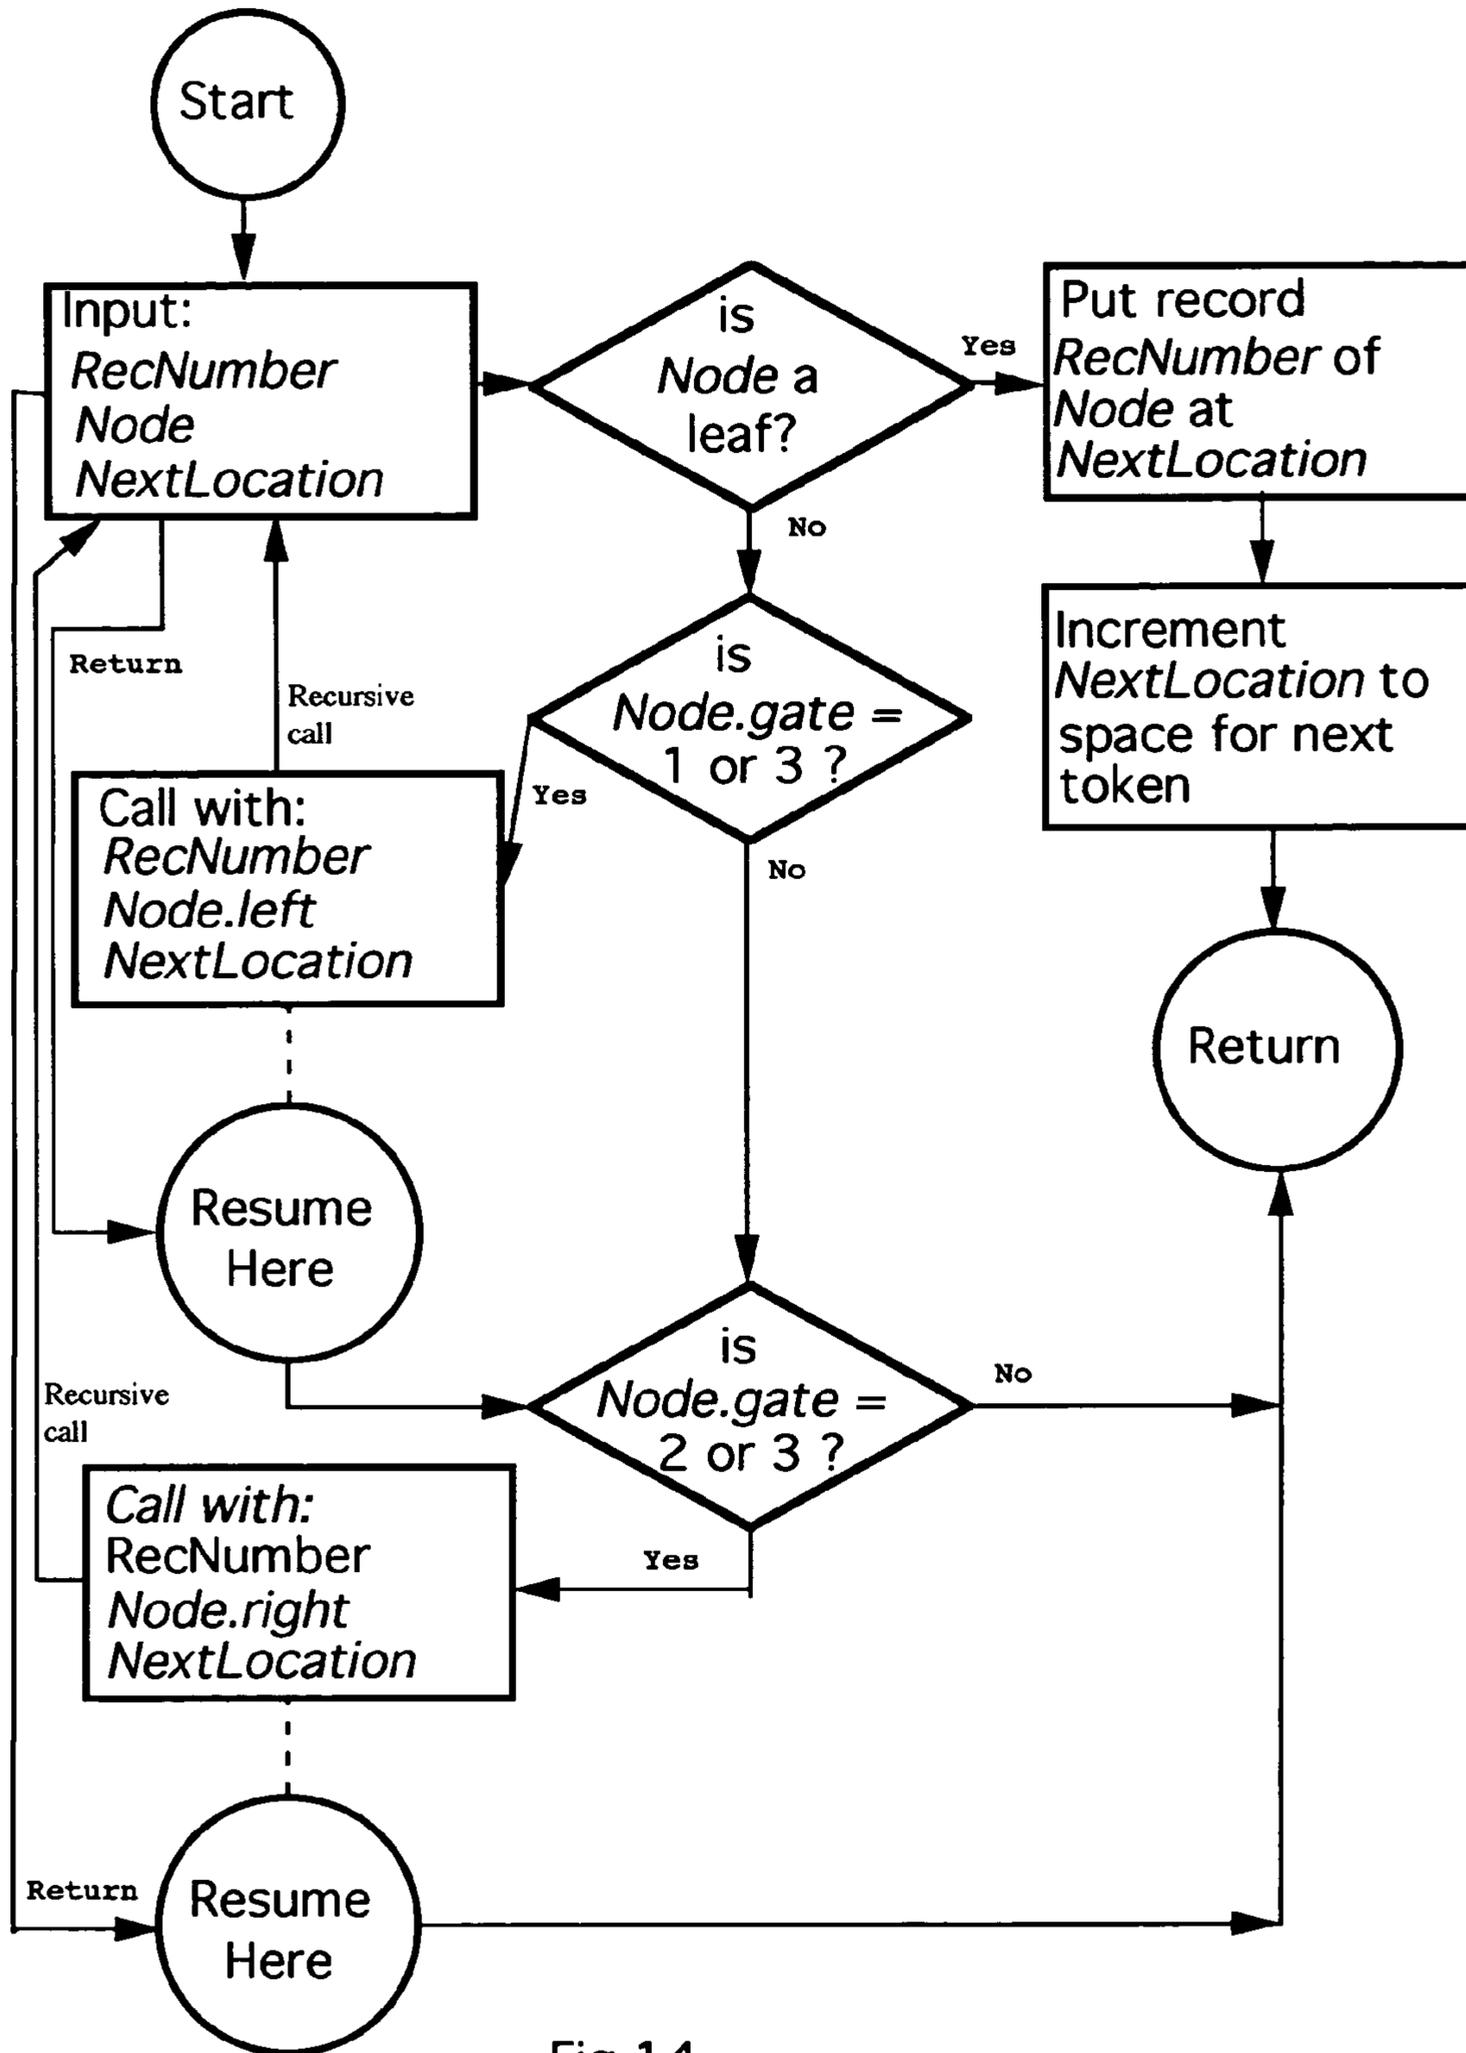 Start
Input:
RecNumber
Node
NextLocation
is
Node a
leaf?
Yes
Put record
RecNumber of
Node at
NextLocation
No
Increment
NextLocation to
space for next
token
Return
Recursive
call
is
Node.gate =
1 or 3 ?
Yes
No
Call with:
RecNumber
Node.left
NextLocation
Return
Resume
Here
is
Node.gate =
2 or 3 ?
No
Yes
Recursive
call
Call with:
RecNumber
Node.right
NextLocation
Return
Resume
Here
Fig 14